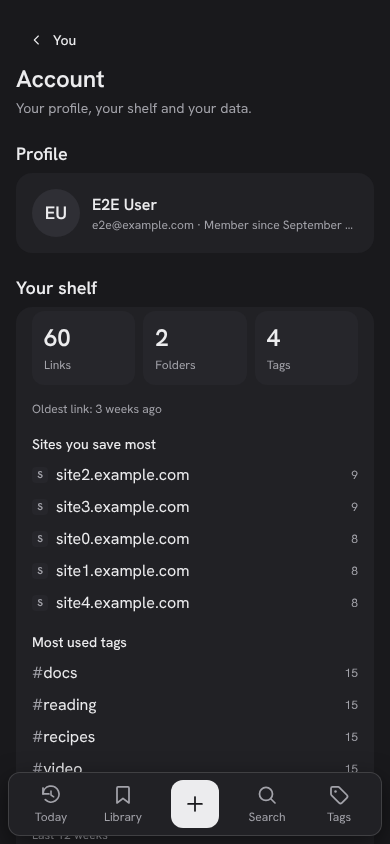 You
Account
Your profile, your shelf and your data.
Profile
EU
E2E User
e2e@example.com · Member since September ...
Your shelf
60
Links
2
Folders
4
Tags
Oldest link: 3 weeks ago
Sites you save most
S site2.example.com 9
S site3.example.com 9
S site0.example.com 8
S site1.example.com 8
S site4.example.com 8
Most used tags
#docs 15
#reading 15
#recipes 15
#video 15
Today
Library
Search
Tags
Last 12 weeks